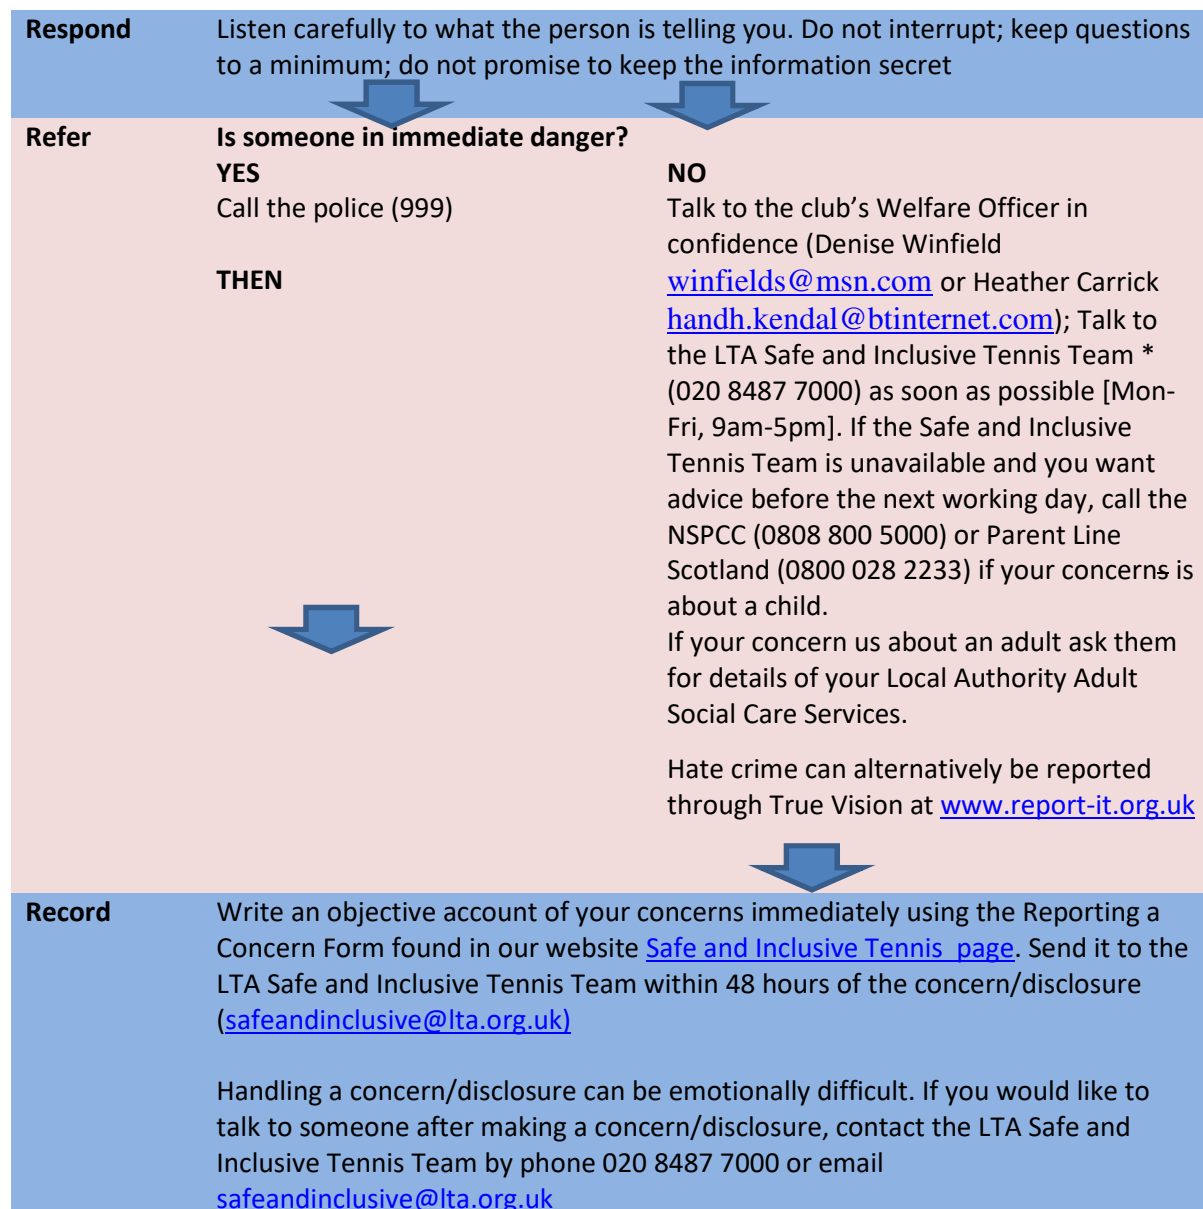 Respond
Listen carefully to what the person is telling you. Do not interrupt; keep questions
to a minimum; do not promise to keep the information secret
Refer
Is someone in immediate danger?
YES
Call the police (999)
THEN
NO
Talk to the club's Welfare Officer in
confidence (Denise Winfield
winfields@msn.com or Heather Carrick
handh.kendal@btinternet.com); Talk to
the LTA Safe and Inclusive Tennis Team *
(020 8487 7000) as soon as possible [Mon-
Fri, 9am-5pm]. If the Safe and Inclusive
Tennis Team is unavailable and you want
advice before the next working day, call the
NSPCC (0808 800 5000) or Parent Line
Scotland (0800 028 2233) if your concerns is
about a child.
If your concern us about an adult ask them
for details of your Local Authority Adult
Social Care Services.
Hate crime can alternatively be reported
through True Vision at www.report-it.org.uk
Record
Write an objective account of your concerns immediately using the Reporting a
Concern Form found in our website Safe and Inclusive Tennis  page. Send it to the
LTA Safe and Inclusive Tennis Team within 48 hours of the concern/disclosure
(safeandinclusive@lta.org.uk)
Handling a concern/disclosure can be emotionally difficult. If you would like to
talk to someone after making a concern/disclosure, contact the LTA Safe and
Inclusive Tennis Team by phone 020 8487 7000 or email
safeandinclusive@lta.org.uk